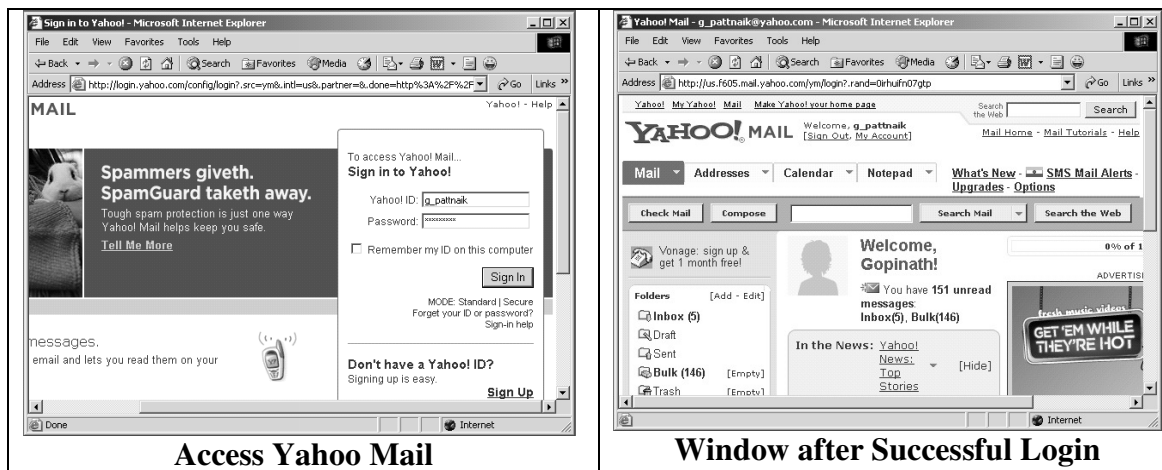 Sign in to Yahoo! - Microsoft Internet Explorer
File Edit View Favorites Tools Help
Back Search Favorites Media
Address http://login.yahoo.com/config/login?.src=ym&.intl=us&.partner=&.done=http%3A%2F%2F Go Links »
MAIL
Yahoo! - Help
Spammers giveth.
SpamGuard taketh away.
Tough spam protection is just one way
Yahoo! Mail helps keep you safe.
Tell Me More
To access Yahoo! Mail...
Sign in to Yahoo!
Yahoo! ID: g_pattnaik
Password: *********
Remember my ID on this computer
Sign In
MODE: Standard | Secure
Forget your ID or password?
Sign-in help
messages.
email and lets you read them on your
Don't have a Yahoo! ID?
Signing up is easy.
Sign Up
Done Internet
Access Yahoo Mail
Yahoo! Mail - g_pattnaik@yahoo.com - Microsoft Internet Explorer
File Edit View Favorites Tools Help
Back Search Favorites Media
Address http://us.f605.mail.yahoo.com/ym/login?.rand=0irhuifn07gtp Go Links »
Yahoo! My Yahoo! Mail Make Yahoo! your home page
Search the Web Search
YAHOO! MAIL
Welcome, g_pattnaik
[Sign Out, My Account]
Mail Home - Mail Tutorials - Help
Mail Addresses Calendar Notepad
What's New - SMS Mail Alerts -
Upgrades - Options
Check Mail Compose Search Mail Search the Web
Vonage: sign up &
get 1 month free!
Folders [Add - Edit]
Inbox (5)
Draft
Sent
Bulk (146) [Empty]
Trash [Empty]
Welcome,
Gopinath!
You have 151 unread
messages:
Inbox(5), Bulk(146)
In the News: Yahoo!
News:
Top
Stories
[Hide]
0% of 1
ADVERTIS
fresh music videos
GET 'EM WHILE
THEY'RE HOT
Internet
Window after Successful Login